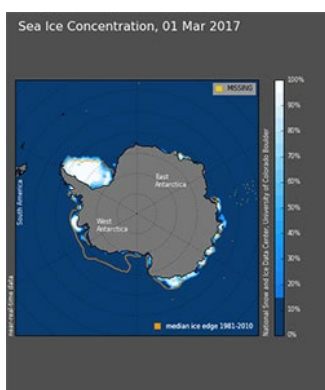 Sea Ice Concentration, 01 Mar 2017
MISSING
100%
90%
80%
70%
60%
50%
40%
30%
20%
10%
0%
East
Antarctica
West
Antarctica
South America
near-real-time data
median ice edge 1981-2010
National Snow and Ice Data Center, University of Colorado Boulder